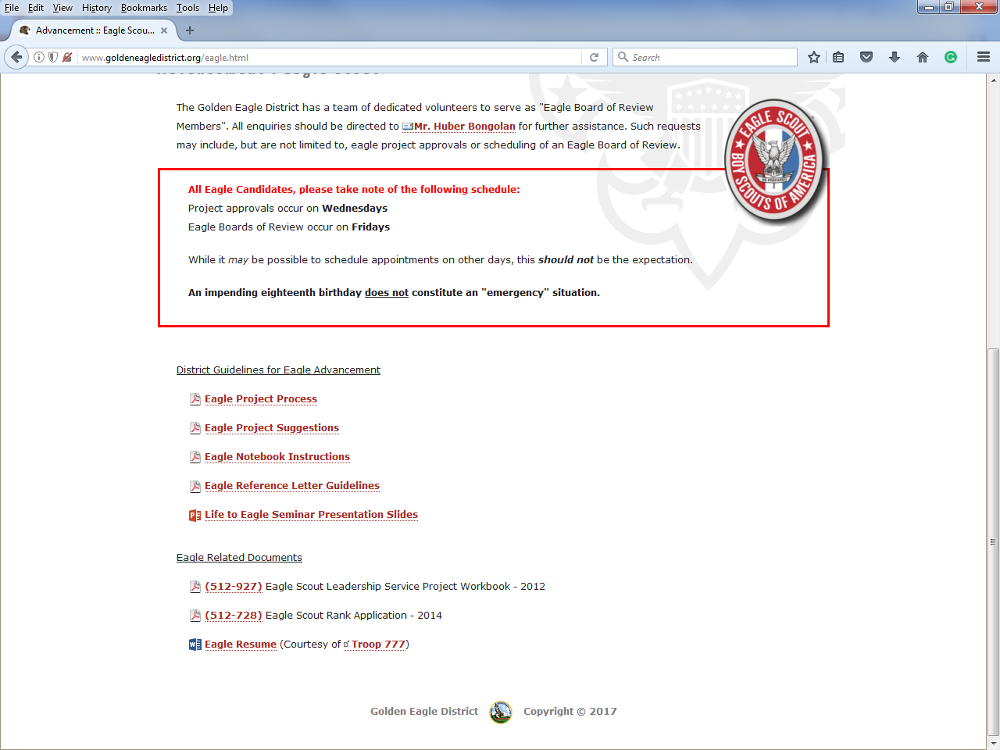 File Edit View History Bookmarks Tools Help
Advancement :: Eagle Scou...
www.goldeneagledistrict.org/eagle.html
Search
The Golden Eagle District has a team of dedicated volunteers to serve as "Eagle Board of Review
Members". All enquiries should be directed to Mr. Huber Bongolan for further assistance. Such requests
may include, but are not limited to, eagle project approvals or scheduling of an Eagle Board of Review.
EAGLE SCOUT
BE PREPARED
BOY SCOUTS OF AMERICA
All Eagle Candidates, please take note of the following schedule:
Project approvals occur on Wednesdays
Eagle Boards of Review occur on Fridays
While it may be possible to schedule appointments on other days, this should not be the expectation.
An impending eighteenth birthday does not constitute an "emergency" situation.
District Guidelines for Eagle Advancement
Eagle Project Process
Eagle Project Suggestions
Eagle Notebook Instructions
Eagle Reference Letter Guidelines
Life to Eagle Seminar Presentation Slides
Eagle Related Documents
(512-927) Eagle Scout Leadership Service Project Workbook - 2012
(512-728) Eagle Scout Rank Application - 2014
Eagle Resume (Courtesy of Troop 777)
Golden Eagle District Copyright © 2017